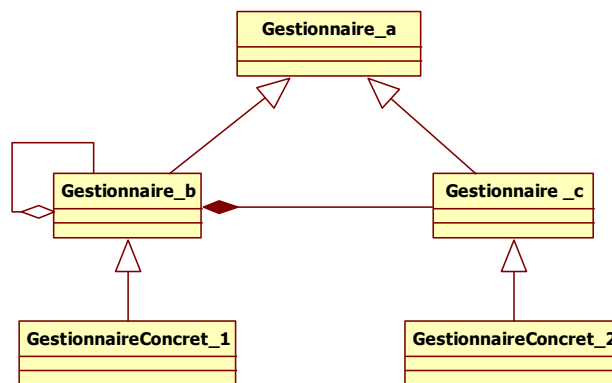 Gestionnaire_a
Gestionnaire_b
Gestionnaire _c
GestionnaireConcret_1
GestionnaireConcret_2